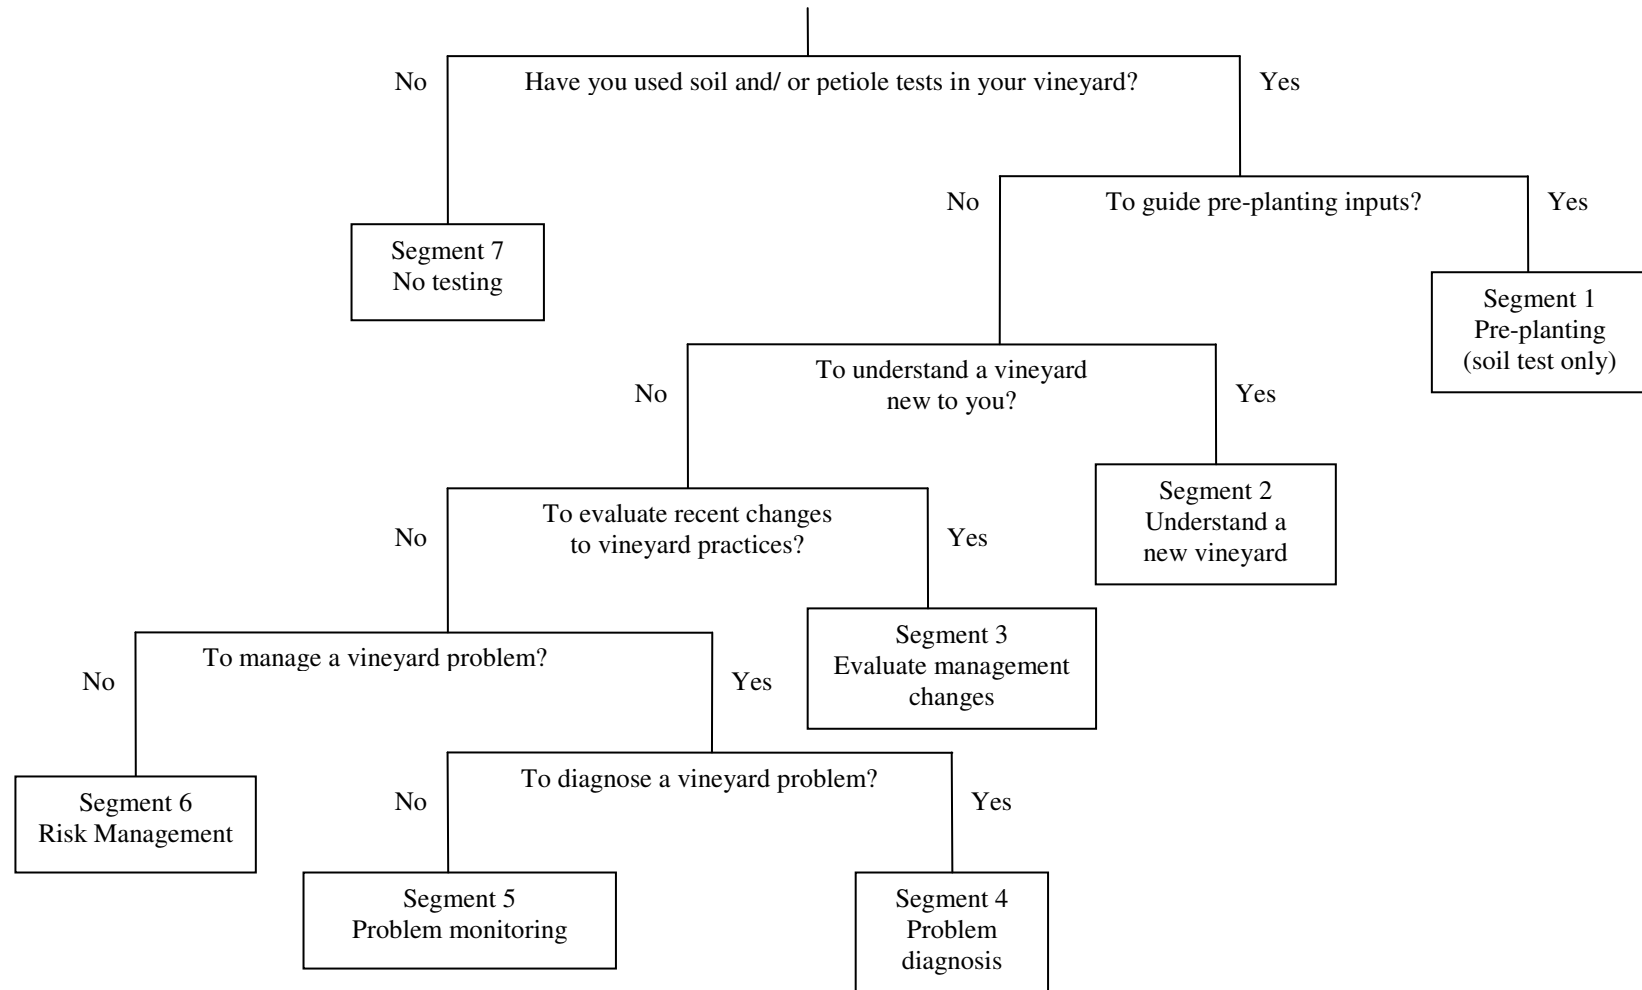 No
Have you used soil and/ or petiole tests in your vineyard?
Yes
No
To guide pre-planting inputs?
Yes
Segment 7
No testing
Segment 1
Pre-planting
(soil test only)
No
To understand a vineyard
new to you?
Yes
Segment 2
Understand a
new vineyard
No
To evaluate recent changes
to vineyard practices?
Yes
Segment 3
Evaluate management
changes
No
To manage a vineyard problem?
Yes
Segment 6
Risk Management
No
To diagnose a vineyard problem?
Yes
Segment 5
Problem monitoring
Segment 4
Problem
diagnosis